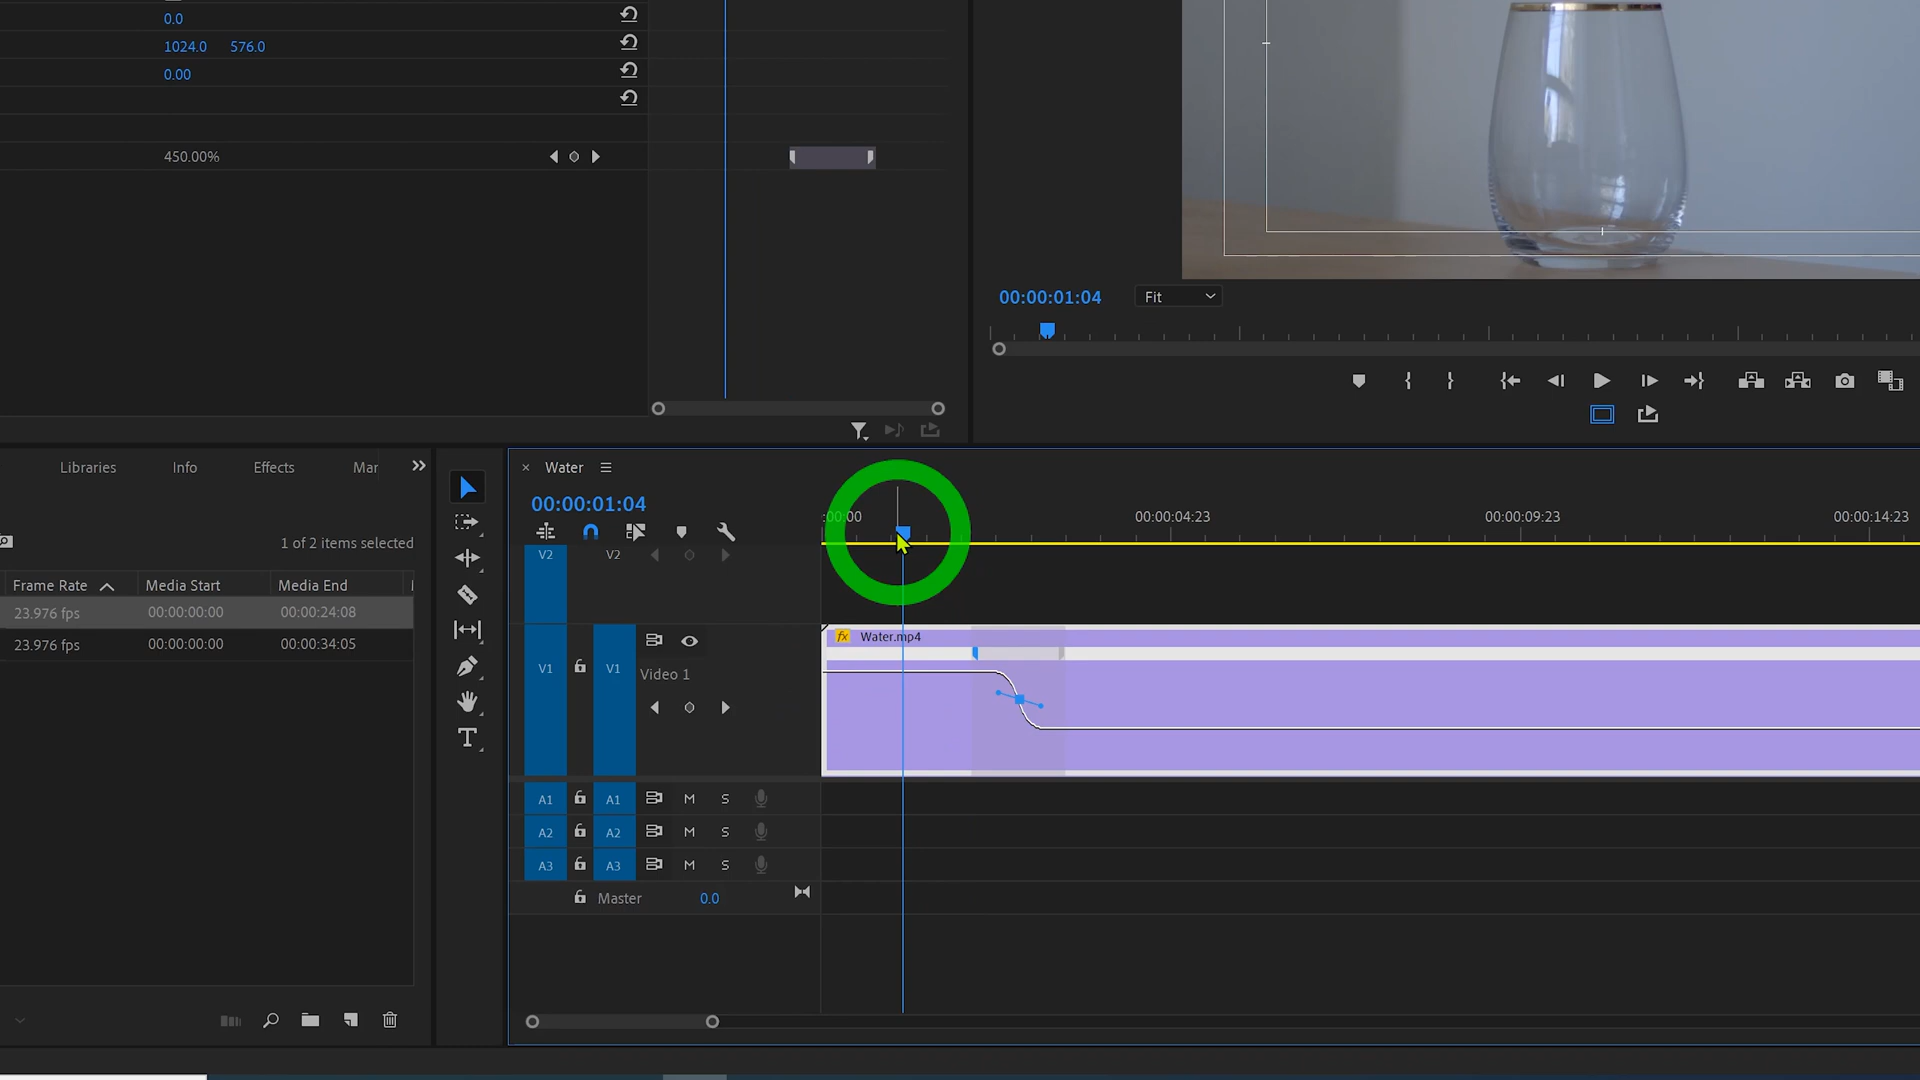 0.0
1024.0 576.0
0.00
450.00%
00:00:01:04 Fit
Libraries Info Effects Mar
1 of 2 items selected
Frame Rate Media Start Media End
23.976 fps 00:00:00:00 00:00:24:08
23.976 fps 00:00:00:00 00:00:34:05
Water
00:00:01:04
:00:00 00:00:04:23 00:00:09:23 00:00:14:23
V2 V2
fx Water.mp4
V1 V1 Video 1
A1 A1 M S
A2 A2 M S
A3 A3 M S
Master 0.0